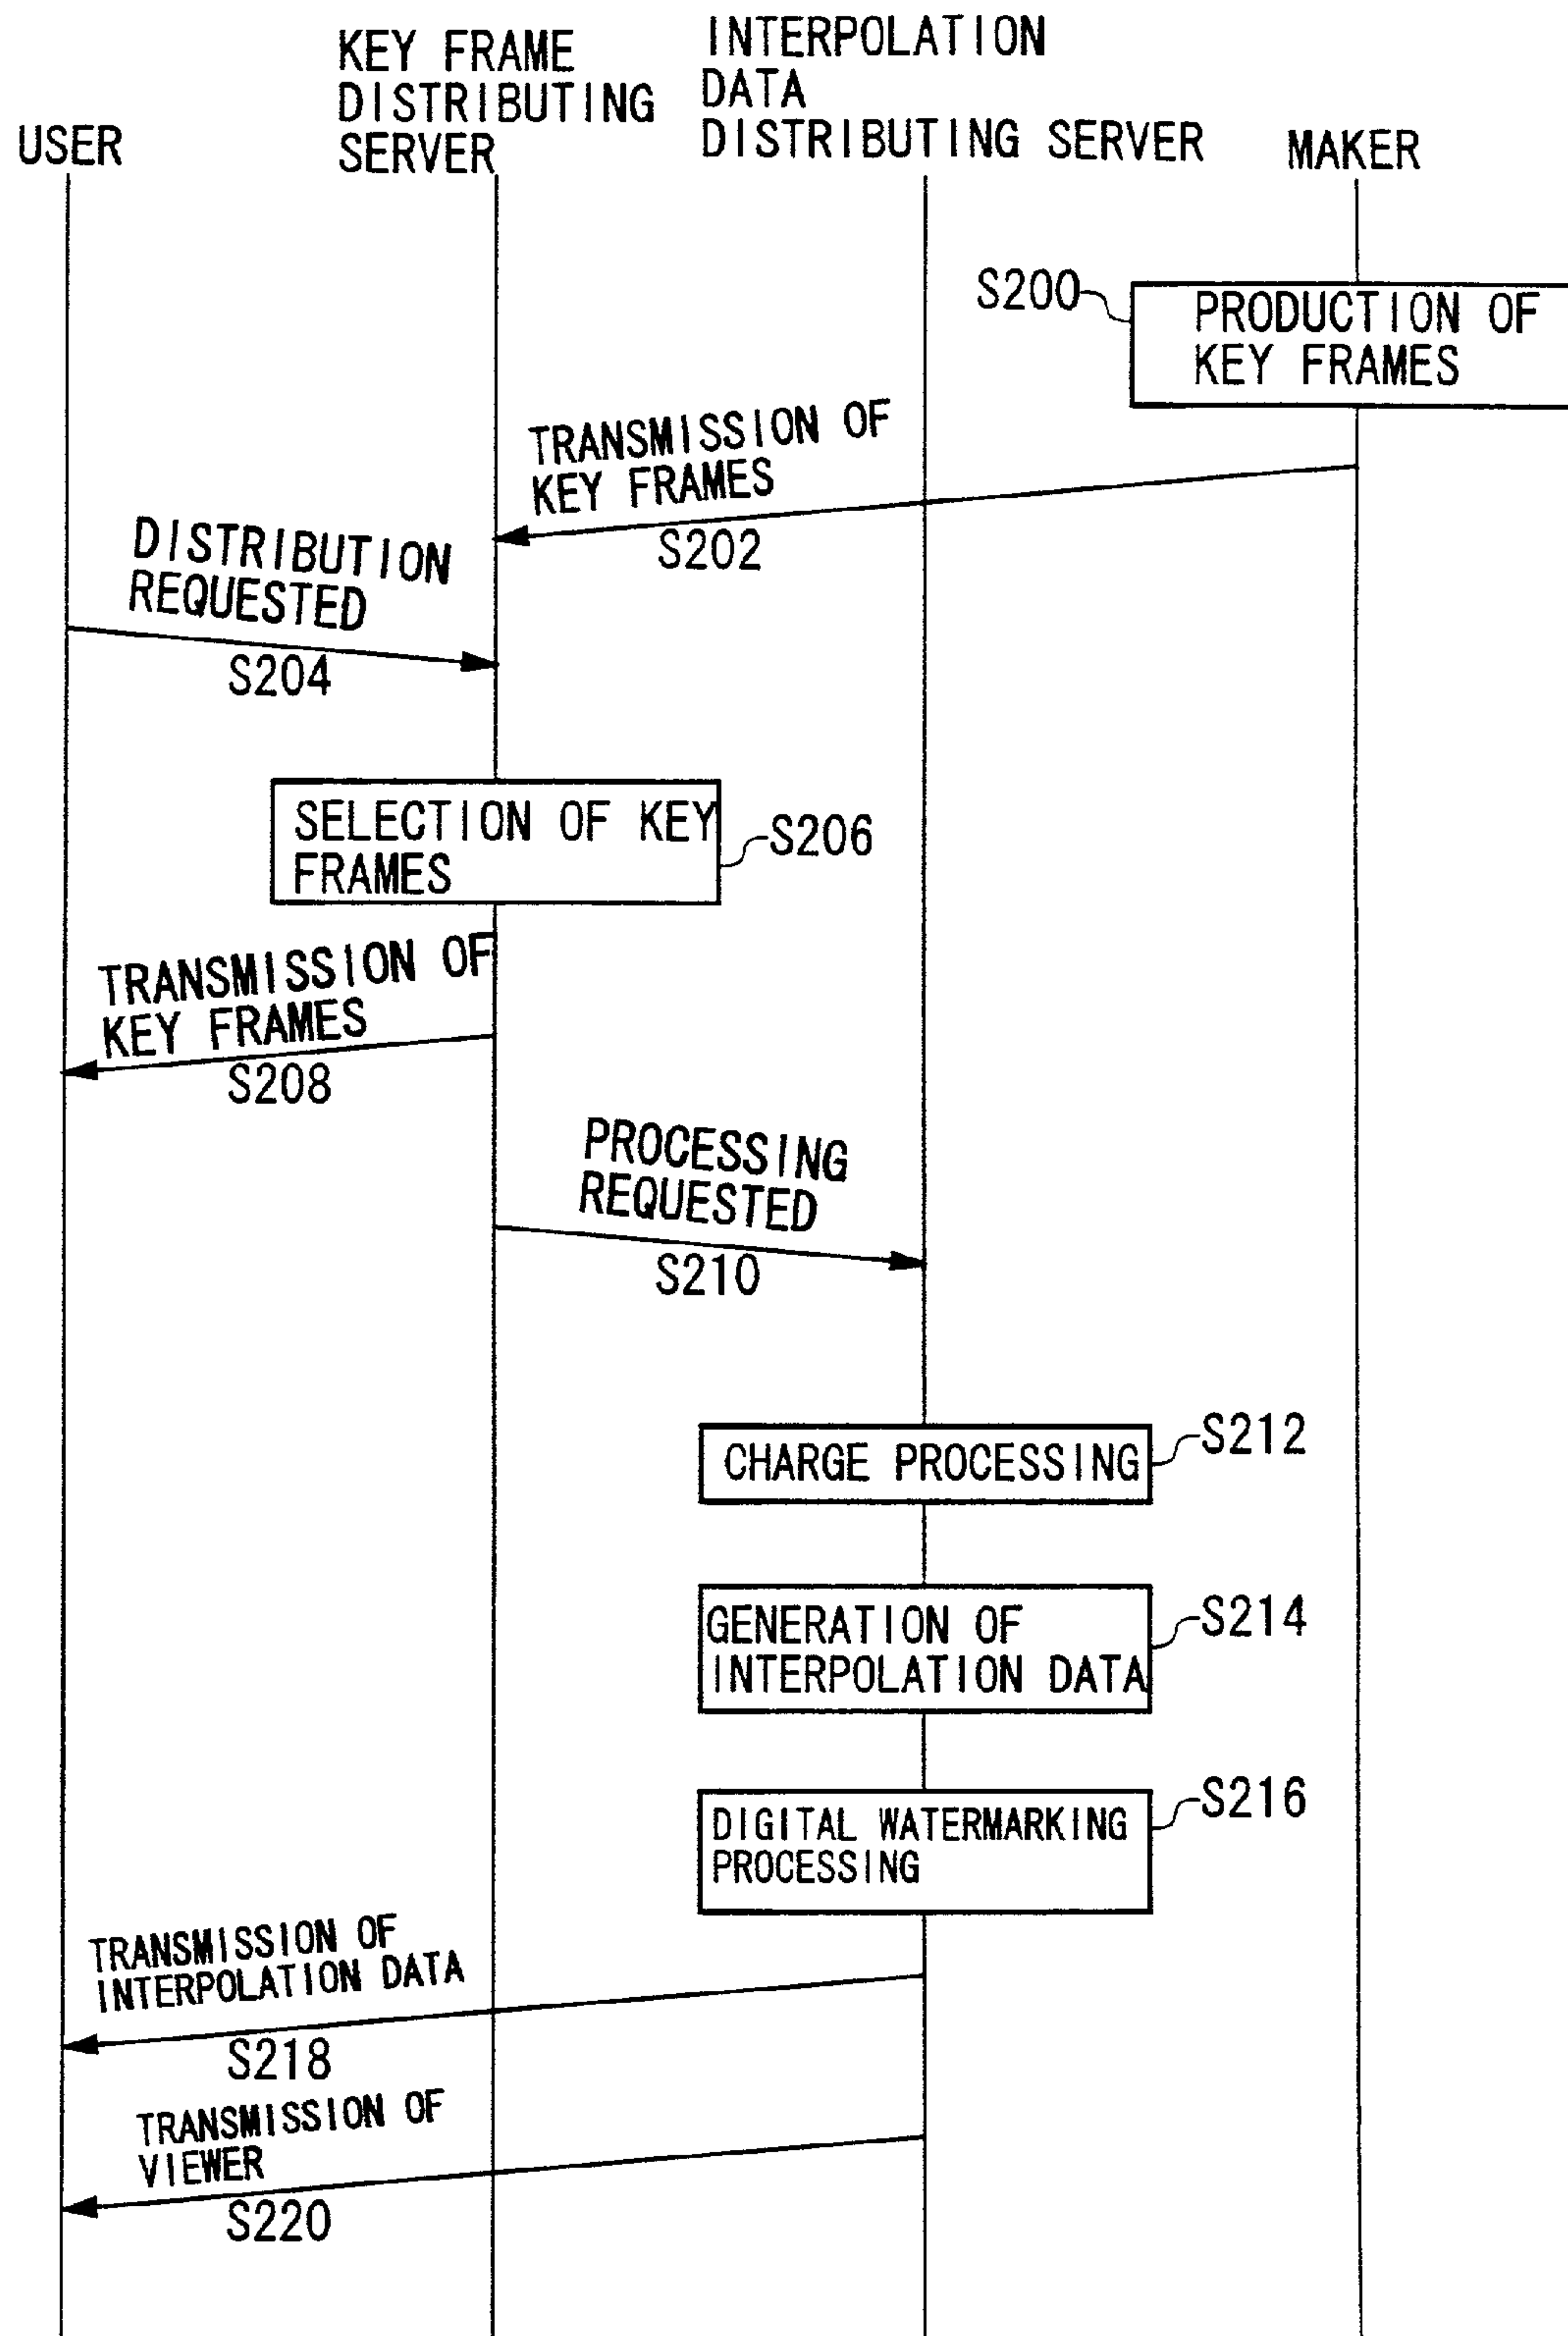 USER
KEY FRAME
DISTRIBUTING
SERVER
INTERPOLATION
DATA
DISTRIBUTING SERVER
MAKER
S200
PRODUCTION OF
KEY FRAMES
TRANSMISSION OF
KEY FRAMES
S202
DISTRIBUTION
REQUESTED
S204
SELECTION OF KEY
FRAMES
S206
TRANSMISSION OF
KEY FRAMES
S208
PROCESSING
REQUESTED
S210
CHARGE PROCESSING
S212
GENERATION OF
INTERPOLATION DATA
S214
DIGITAL WATERMARKING
PROCESSING
S216
TRANSMISSION OF
INTERPOLATION DATA
S218
TRANSMISSION OF
VIEWER
S220